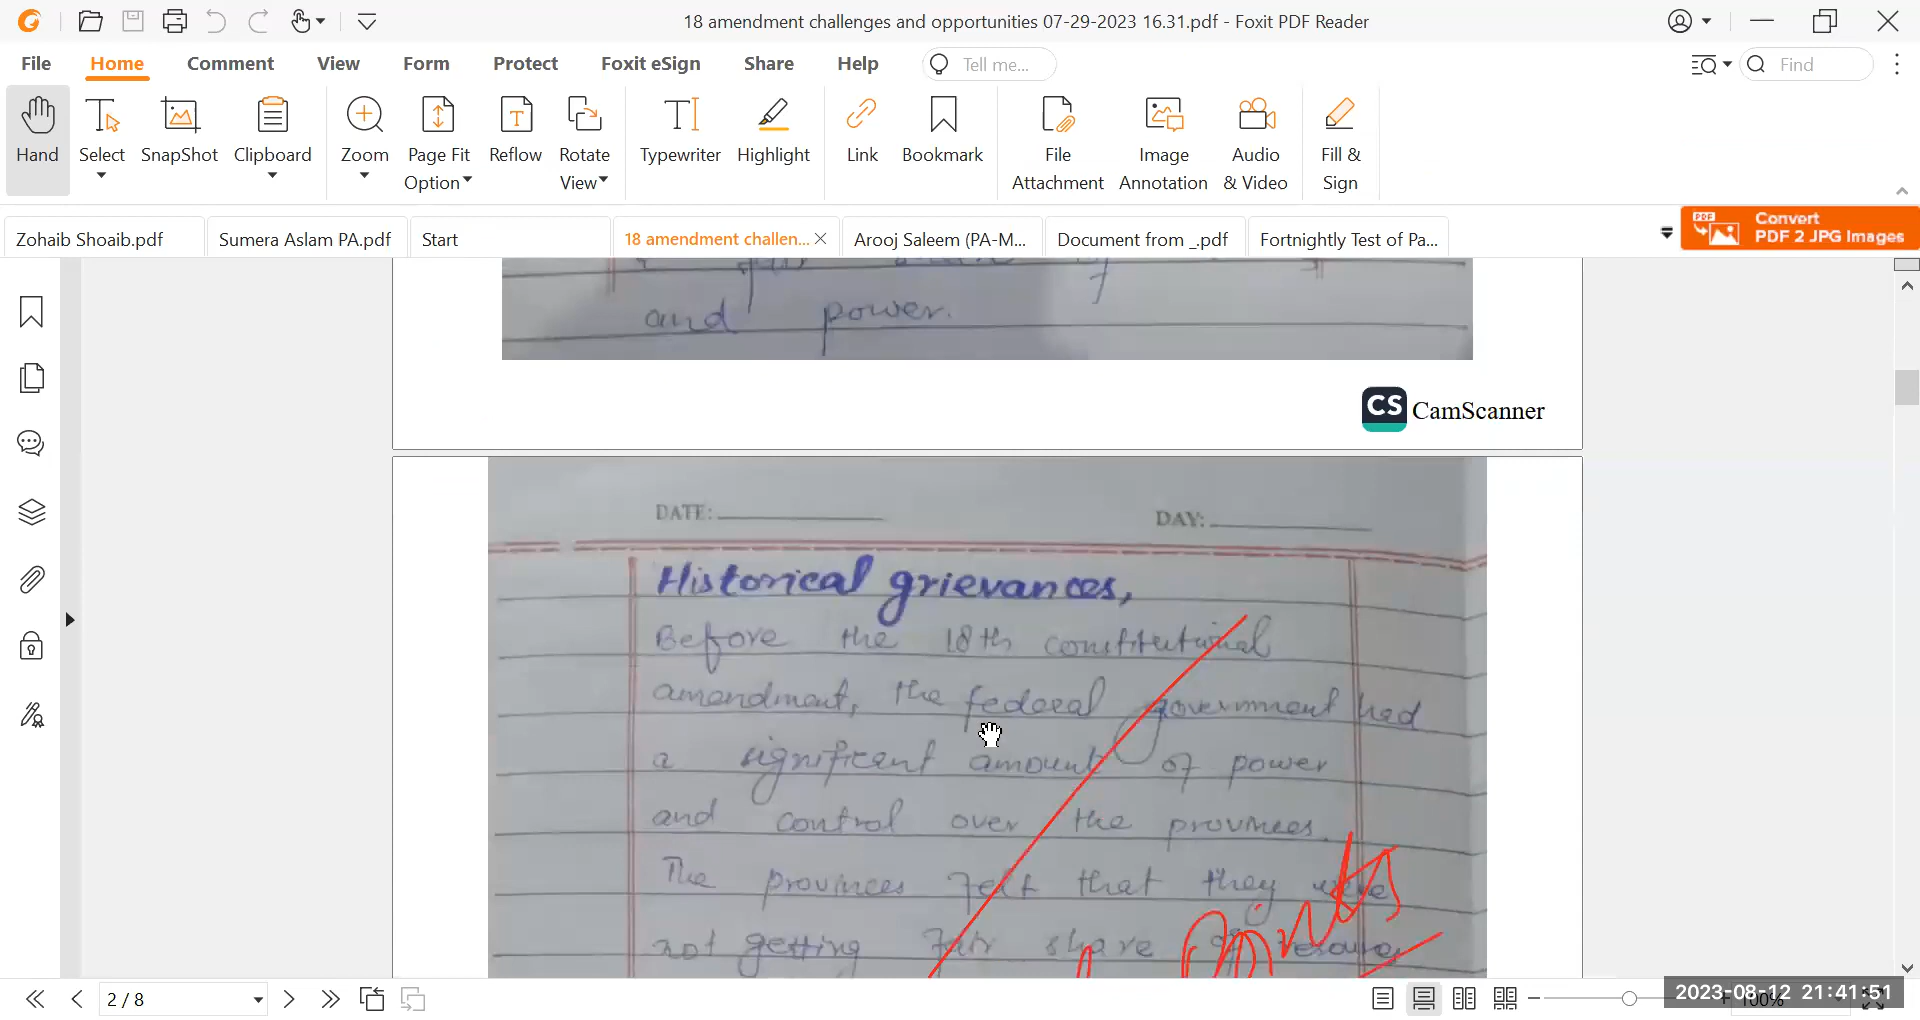 18 amendment challenges and opportunities 07-29-2023 16.31.pdf - Foxit PDF Reader
File Home Comment View Form Protect Foxit eSign Share Help Tell me... Find
Hand Select SnapShot Clipboard Zoom Page Fit Option Reflow Rotate View Typewriter Highlight Link Bookmark File Attachment Image Annotation Audio & Video Fill & Sign
PDF Convert
PDF 2 JPG Images
Zohaib Shoaib.pdf Sumera Aslam PA.pdf Start 18 amendment challen... Arooj Saleem (PA-M... Document from _.pdf Fortnightly Test of Pa...
and power.
CS CamScanner
DATE: DAY:
Historical grievances,
Before the 18th constitutional
amendment, the federal government had
a significant amount of power
and control over the provinces.
The provinces felt that they were
not getting fair share of resources
Points
2 / 8
100%
2023-08-12 21:41:51